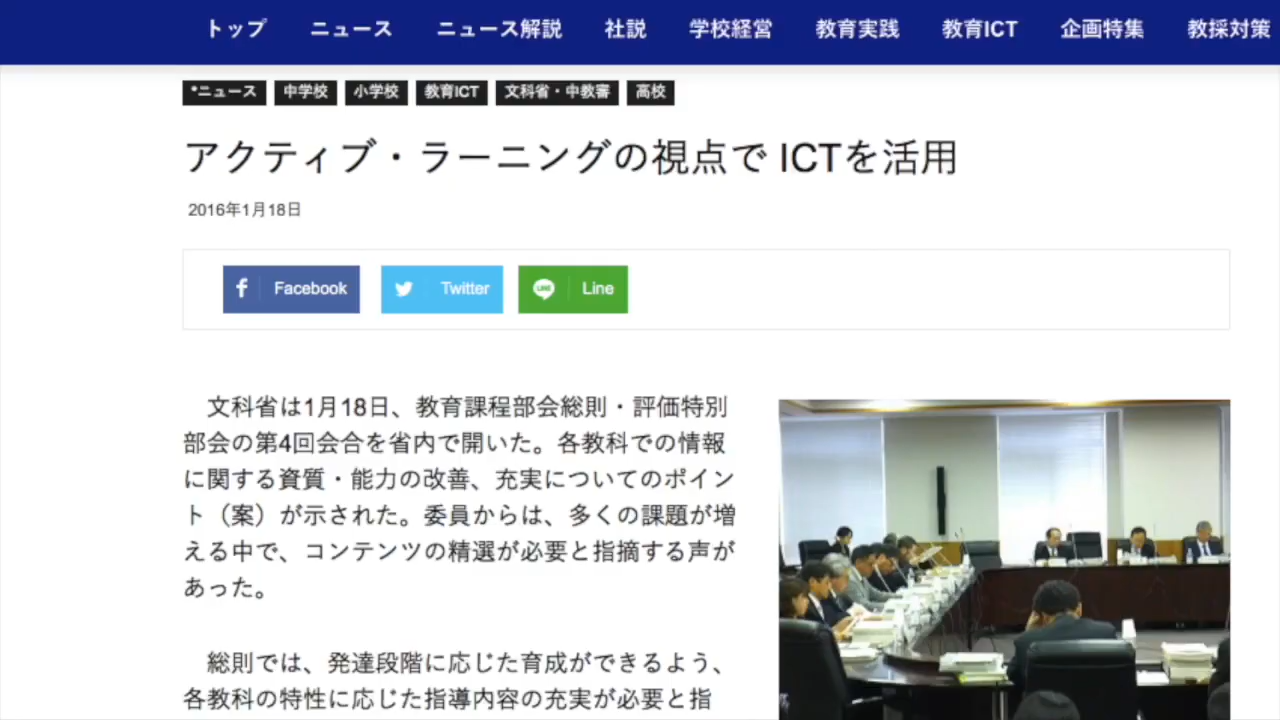 トップ ニュース ニュース解説 社説 学校経営 教育実践 教育ICT 企画特集 教採対策
*ニュース 中学校 小学校 教育ICT 文科省・中教審 高校
アクティブ・ラーニングの視点で ICTを活用
2016年1月18日
Facebook Twitter Line
文科省は1月18日、教育課程部会総則・評価特別
部会の第4回会合を省内で開いた。各教科での情報
に関する資質・能力の改善、充実についてのポイン
ト（案）が示された。委員からは、多くの課題が増
える中で、コンテンツの精選が必要と指摘する声が
あった。
総則では、発達段階に応じた育成ができるよう、
各教科の特性に応じた指導内容の充実が必要と指